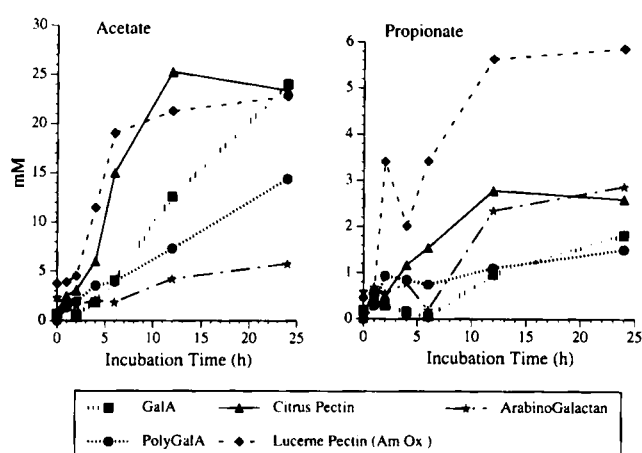 Acetate
Propionate
30
25
20
15
10
5
0
mM
6
5
4
3
2
1
0
0 5 10 15 20 25
0 5 10 15 20 25
Incubation Time (h)
Incubation Time (h)
GalA Citrus Pectin ArabinoGalactan
PolyGalA Lucerne Pectin (Am Ox )